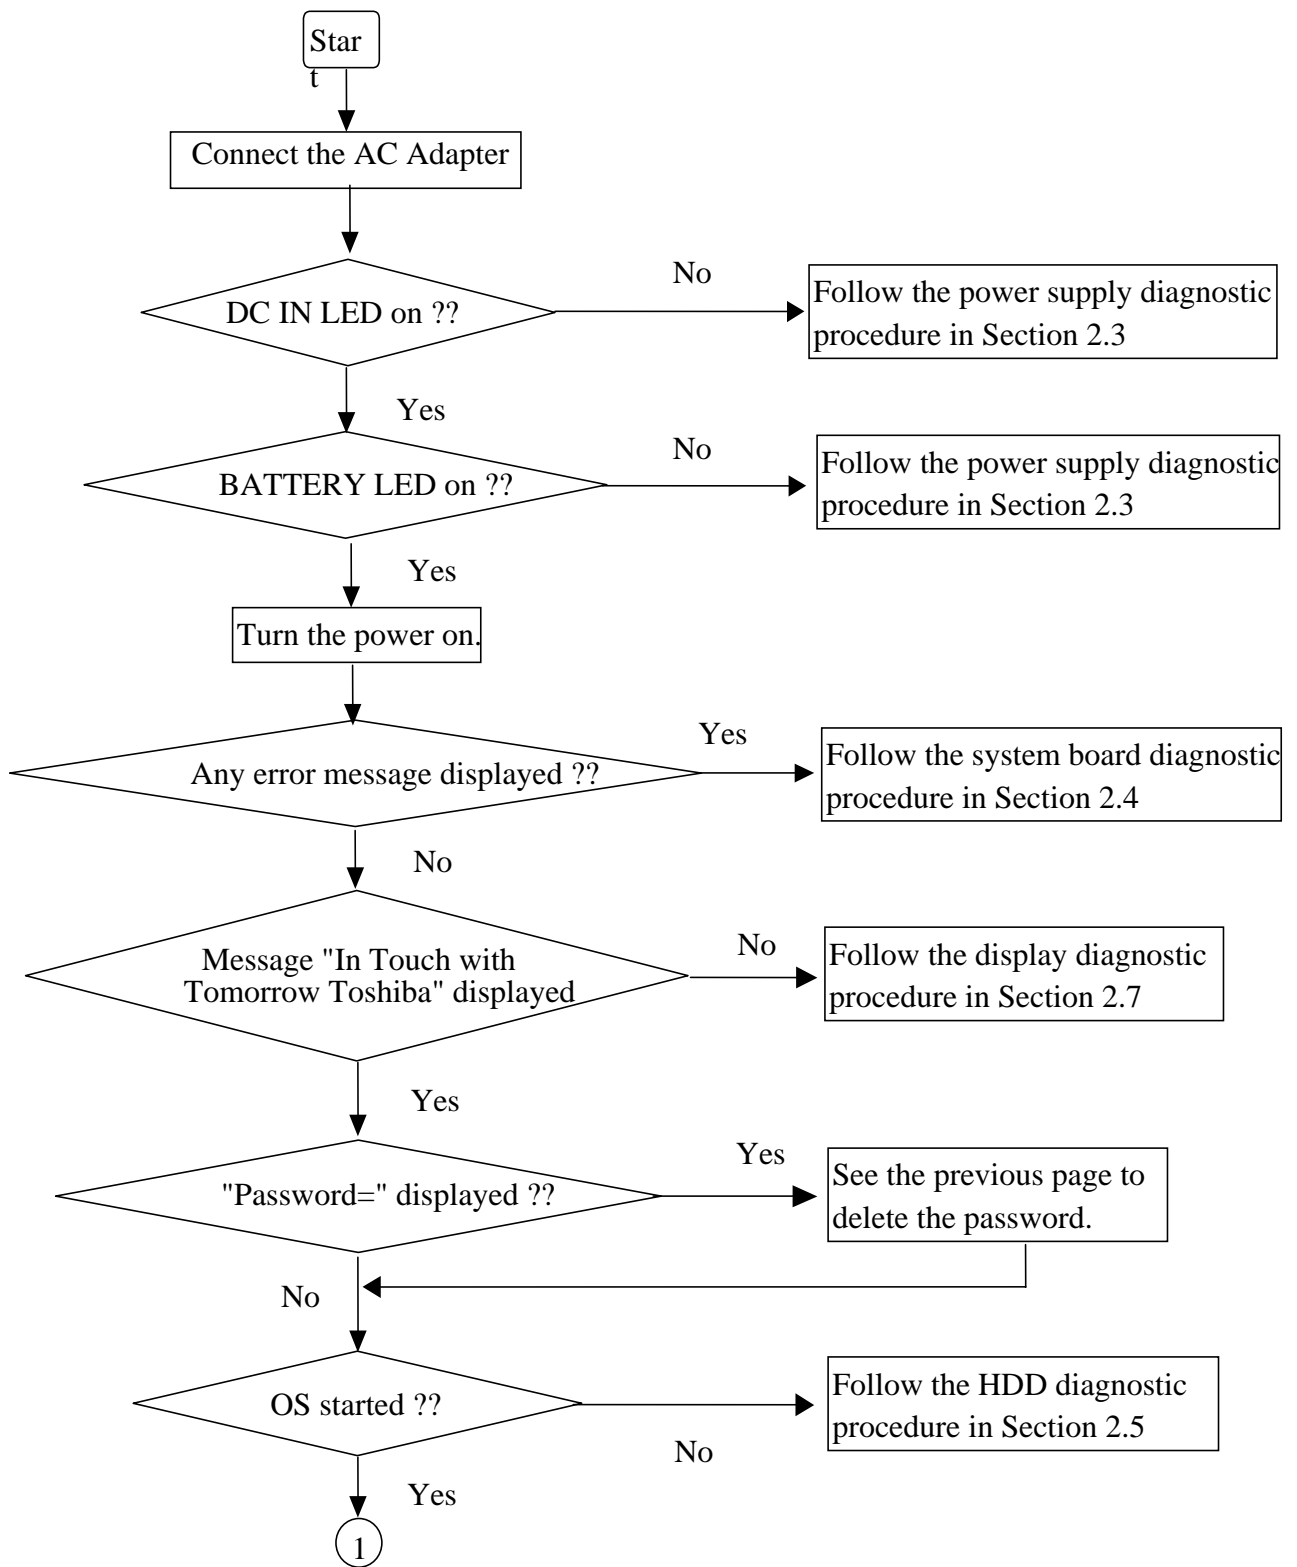 Star
t
Connect the AC Adapter
DC IN LED on ??
No
Follow the power supply diagnostic
procedure in Section 2.3
Yes
BATTERY LED on ??
No
Follow the power supply diagnostic
procedure in Section 2.3
Yes
Turn the power on.
Any error message displayed ??
Yes
Follow the system board diagnostic
procedure in Section 2.4
No
Message "In Touch with
Tomorrow Toshiba" displayed
No
Follow the display diagnostic
procedure in Section 2.7
Yes
"Password=" displayed ??
Yes
See the previous page to
delete the password.
No
OS started ??
No
Follow the HDD diagnostic
procedure in Section 2.5
Yes
1